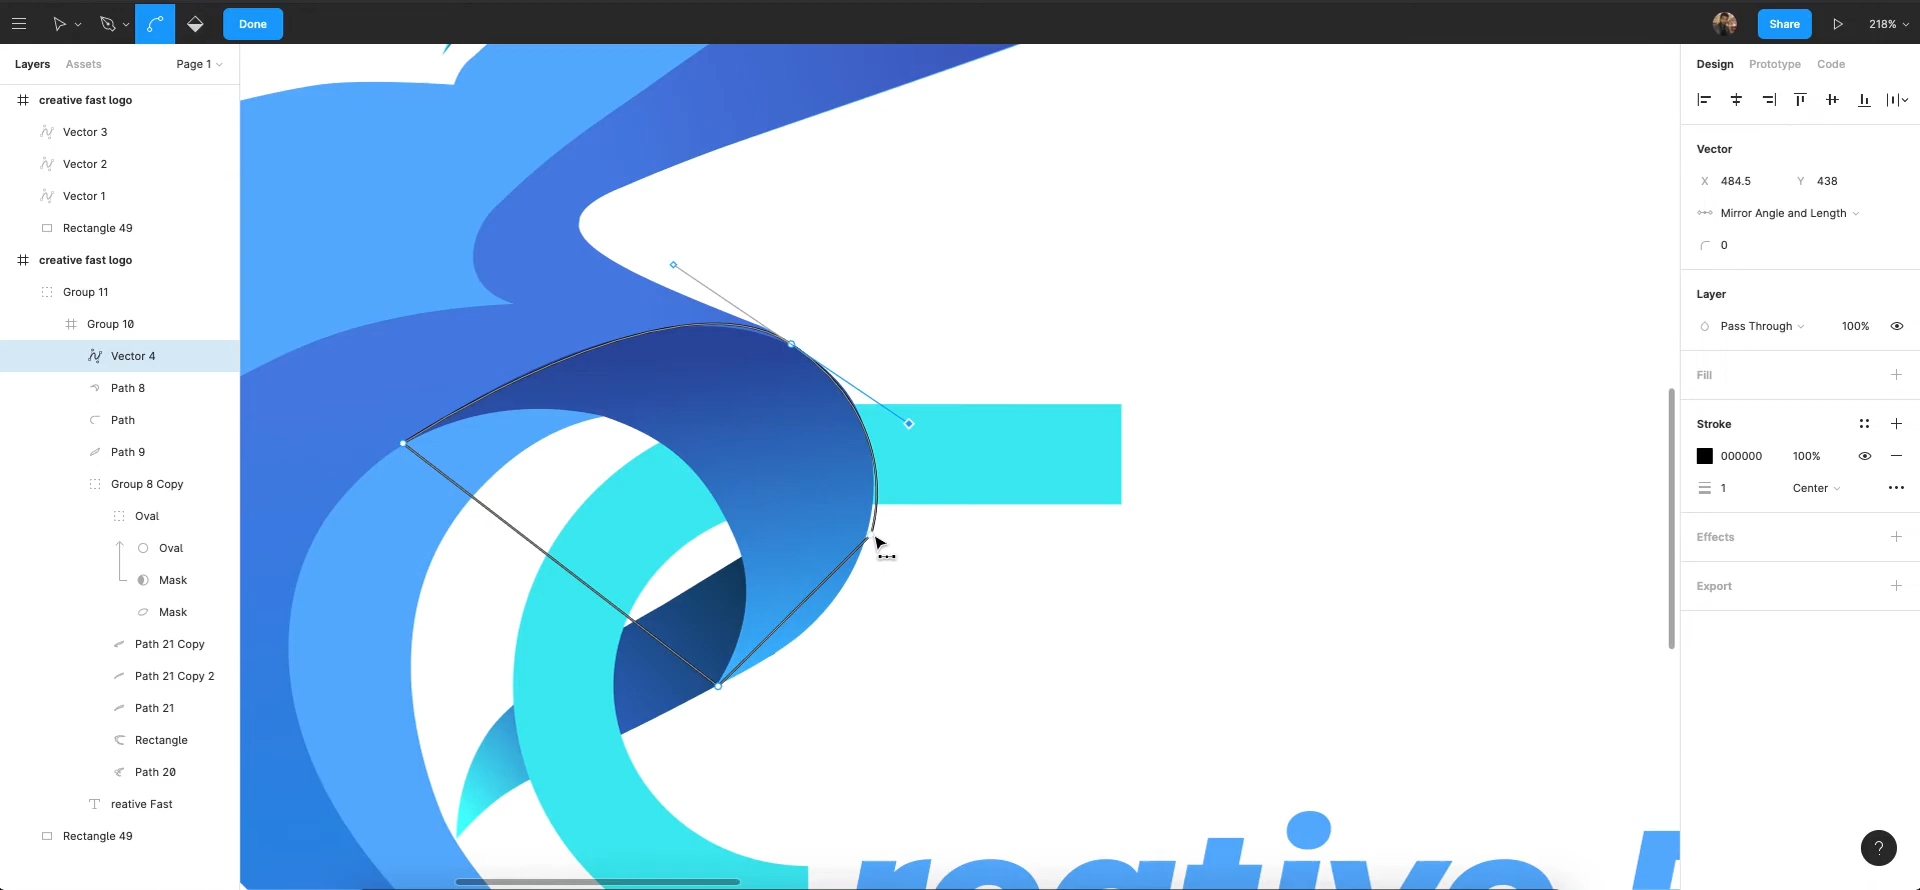 Done
Share
218%
Layers
Assets
Page 1
creative fast logo
Vector 3
Vector 2
Vector 1
Rectangle 49
creative fast logo
Group 11
Group 10
Vector 4
Path 8
Path
Path 9
Group 8 Copy
Oval
Oval
Mask
Mask
Path 21 Copy
Path 21 Copy 2
Path 21
Rectangle
Path 20
reative Fast
Rectangle 49
reative
Design
Prototype
Code
Vector
X 484.5
Y 438
Mirror Angle and Length
0
Layer
Pass Through
100%
Fill
Stroke
000000
100%
1
Center
Effects
Export
?